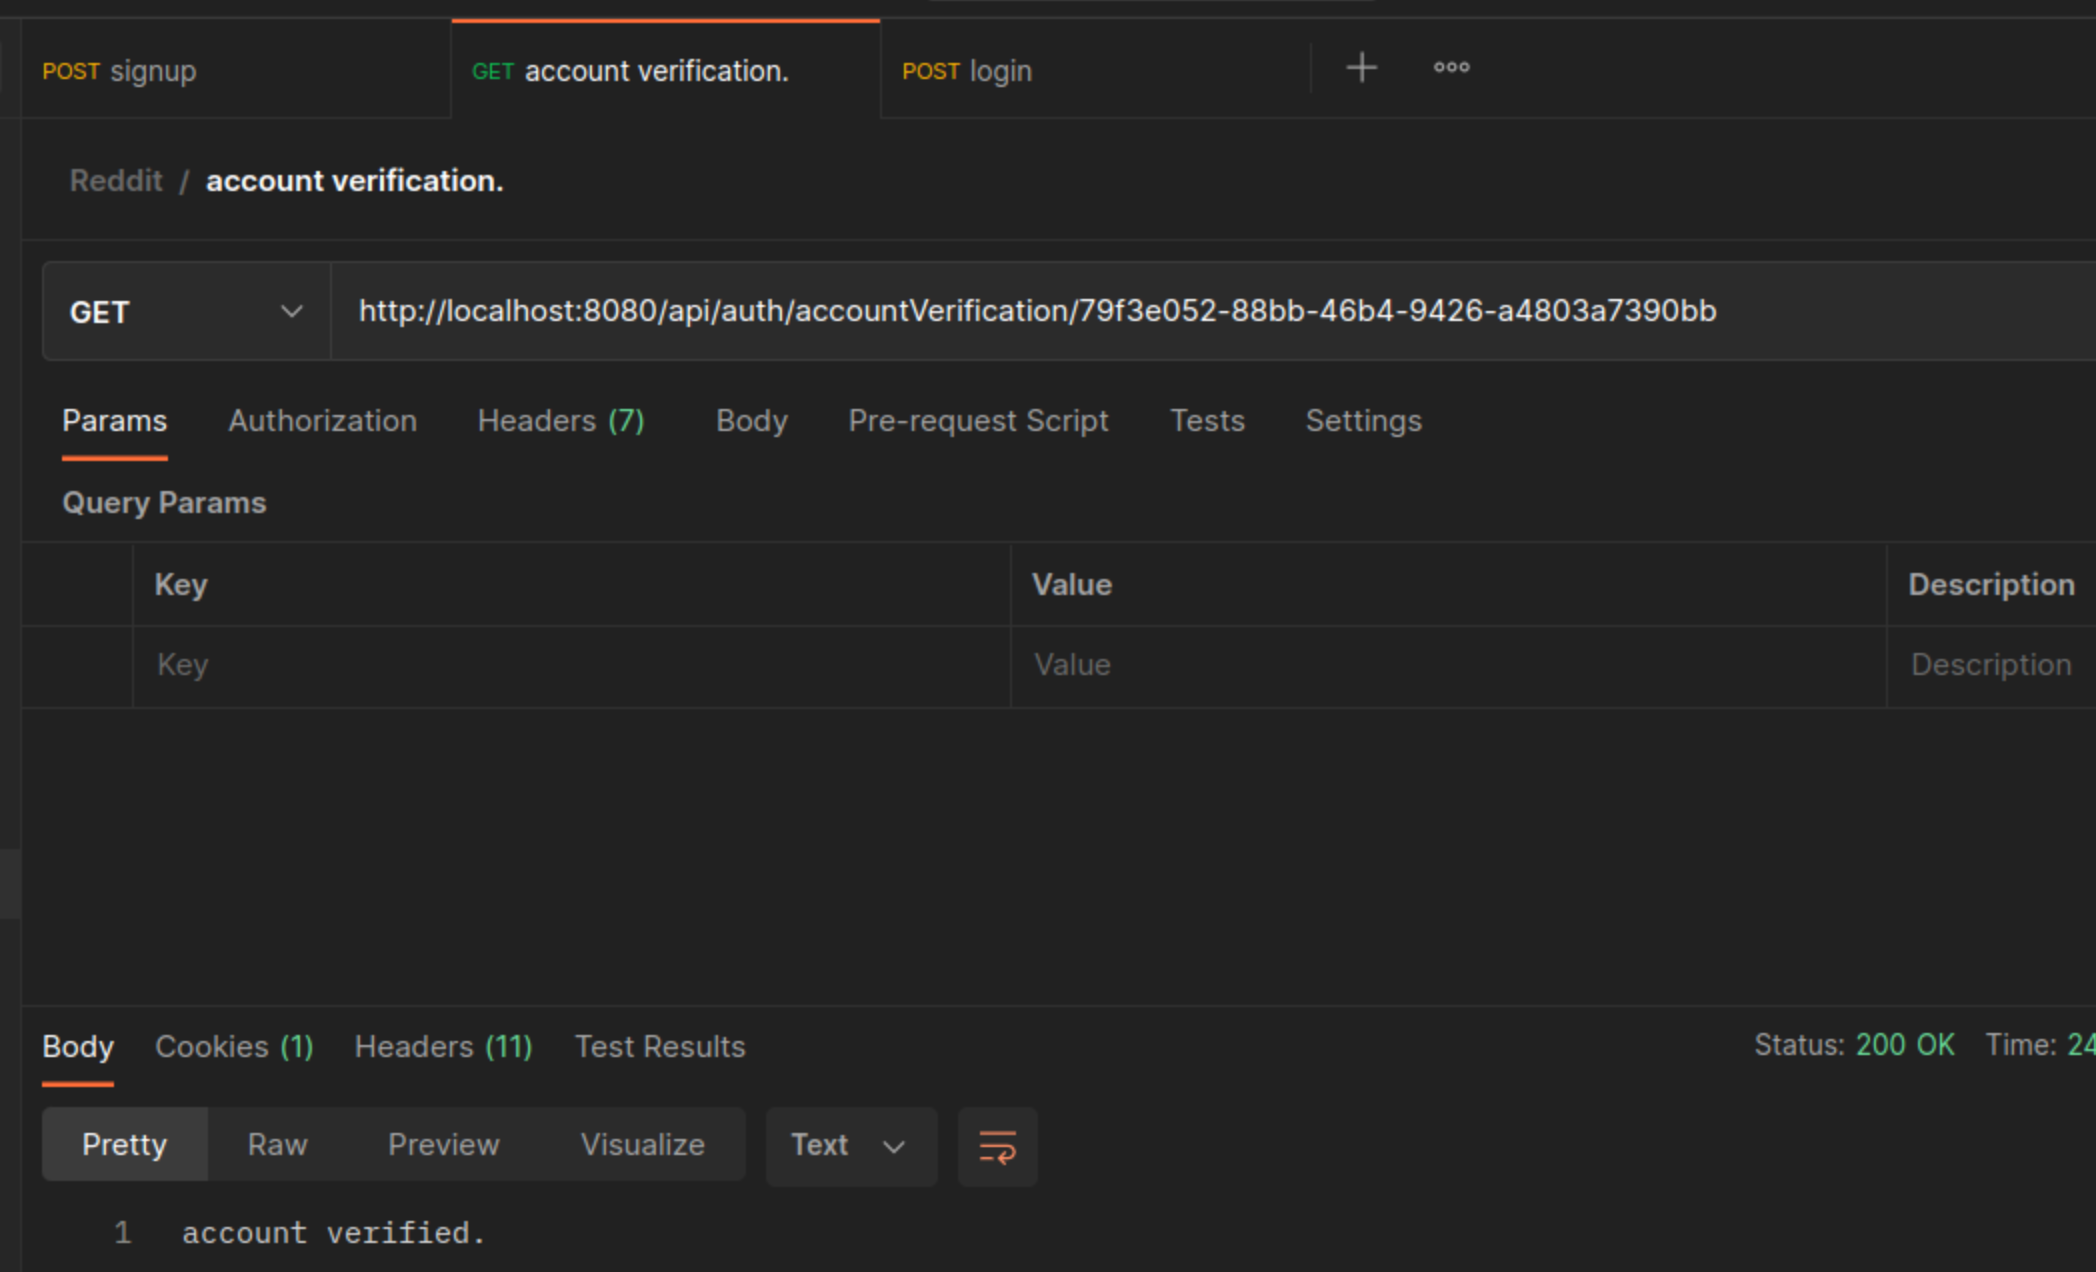 POST signup GET account verification. POST login
Reddit / account verification.
GET http://localhost:8080/api/auth/accountVerification/79f3e052-88bb-46b4-9426-a4803a7390bb
Params Authorization Headers (7) Body Pre-request Script Tests Settings
Query Params
Key Value Description
Key Value Description
Body Cookies (1) Headers (11) Test Results Status: 200 OK Time: 24
Pretty Raw Preview Visualize Text
1 account verified.